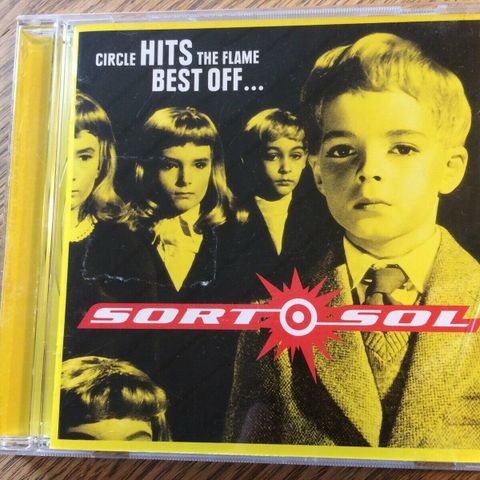 CIRCLE HITS THE FLAME
BEST OFF...
SORT SOL